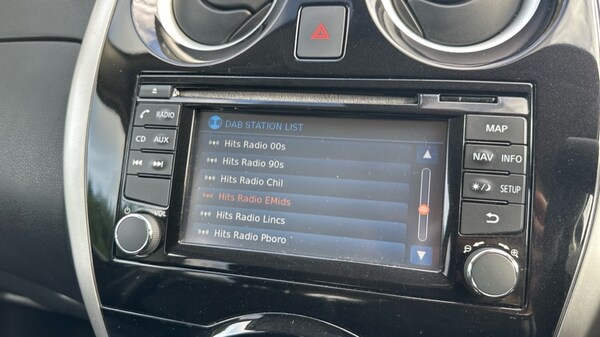 DAB STATION LIST
Hits Radio 00s
Hits Radio 90s
Hits Radio Chil
Hits Radio EMids
Hits Radio Lincs
Hits Radio Pboro
RADIO
CD AUX
VOL
MAP
NAV INFO
SETUP